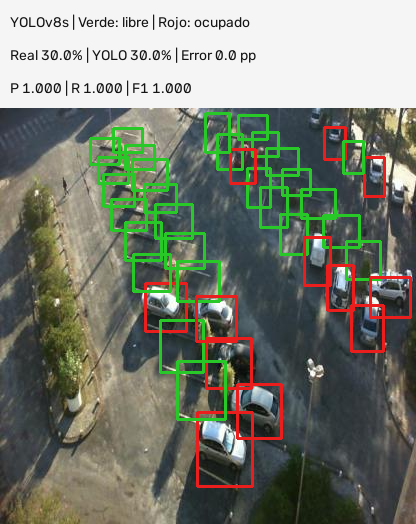 YOLOv8s | Verde: libre | Rojo: ocupado
Real 30.0% | YOLO 30.0% | Error 0.0 pp
P 1.000 | R 1.000 | F1 1.000